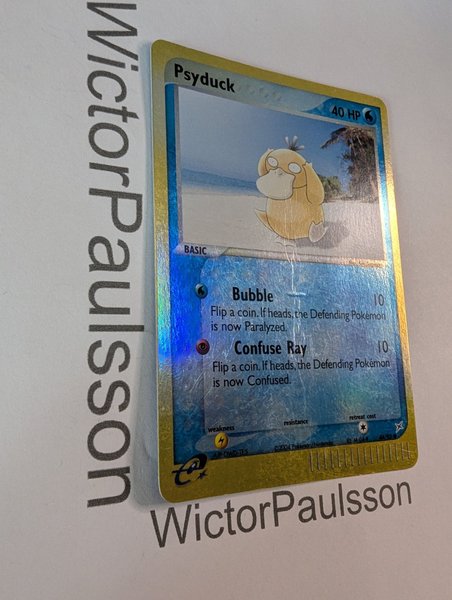 WictorPaulsson
Psyduck
40 HP
BASIC
Bubble 10
Flip a coin. If heads, the Defending Pokémon
is now Paralyzed.
Confuse Ray 10
Flip a coin. If heads, the Defending Pokémon
is now Confused.
weakness resistance retreat cost
WictorPaulsson